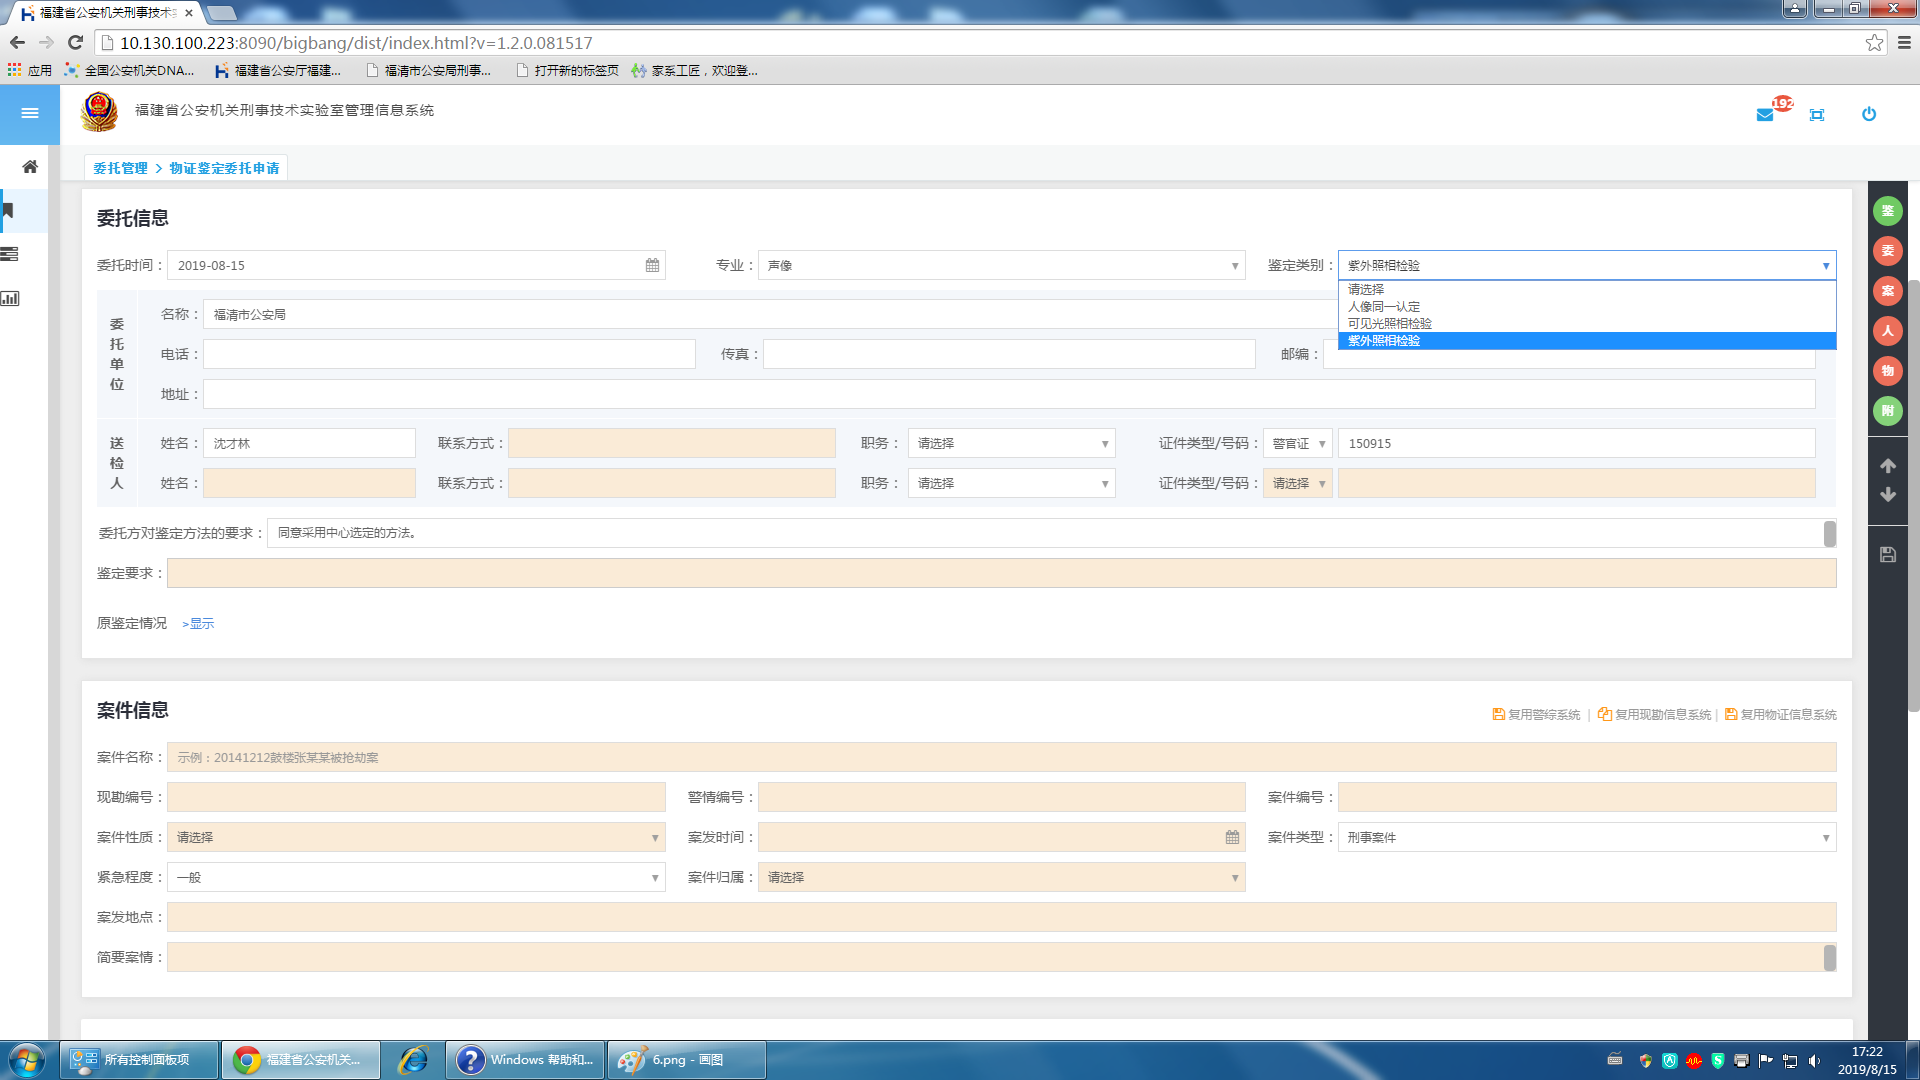 福建省公安机关刑事技术实
10.130.100.223:8090/bigbang/dist/index.html?v=1.2.0.081517
应用 全国公安机关DNA... 福建省公安厅福建... 福清市公安局刑事... 打开新的标签页 家系工匠，欢迎登...
福建省公安机关刑事技术实验室管理信息系统
192
委托管理 > 物证鉴定委托申请
委托信息
委托时间： 2019-08-15 专业： 声像 鉴定类别： 紫外照相检验
请选择
人像同一认定
可见光照相检验
紫外照相检验
委托单位
名称： 福清市公安局
电话： 传真： 邮编：
地址：
送检人
姓名： 沈才林 联系方式： 职务： 请选择 证件类型/号码： 警官证 150915
姓名： 联系方式： 职务： 请选择 证件类型/号码： 请选择
委托方对鉴定方法的要求： 同意采用中心选定的方法。
鉴定要求：
原鉴定情况 >显示
案件信息
复用警综系统 | 复用现勘信息系统 | 复用物证信息系统
案件名称： 示例：20141212鼓楼张某某被抢劫案
现勘编号： 警情编号： 案件编号：
案件性质： 请选择 案发时间： 案件类型： 刑事案件
紧急程度： 一般 案件归属： 请选择
案发地点：
简要案情：
鉴
委
案
人
物
附
所有控制面板项 福建省公安机关... Windows 帮助和... 6.png - 画图
17:22
2019/8/15